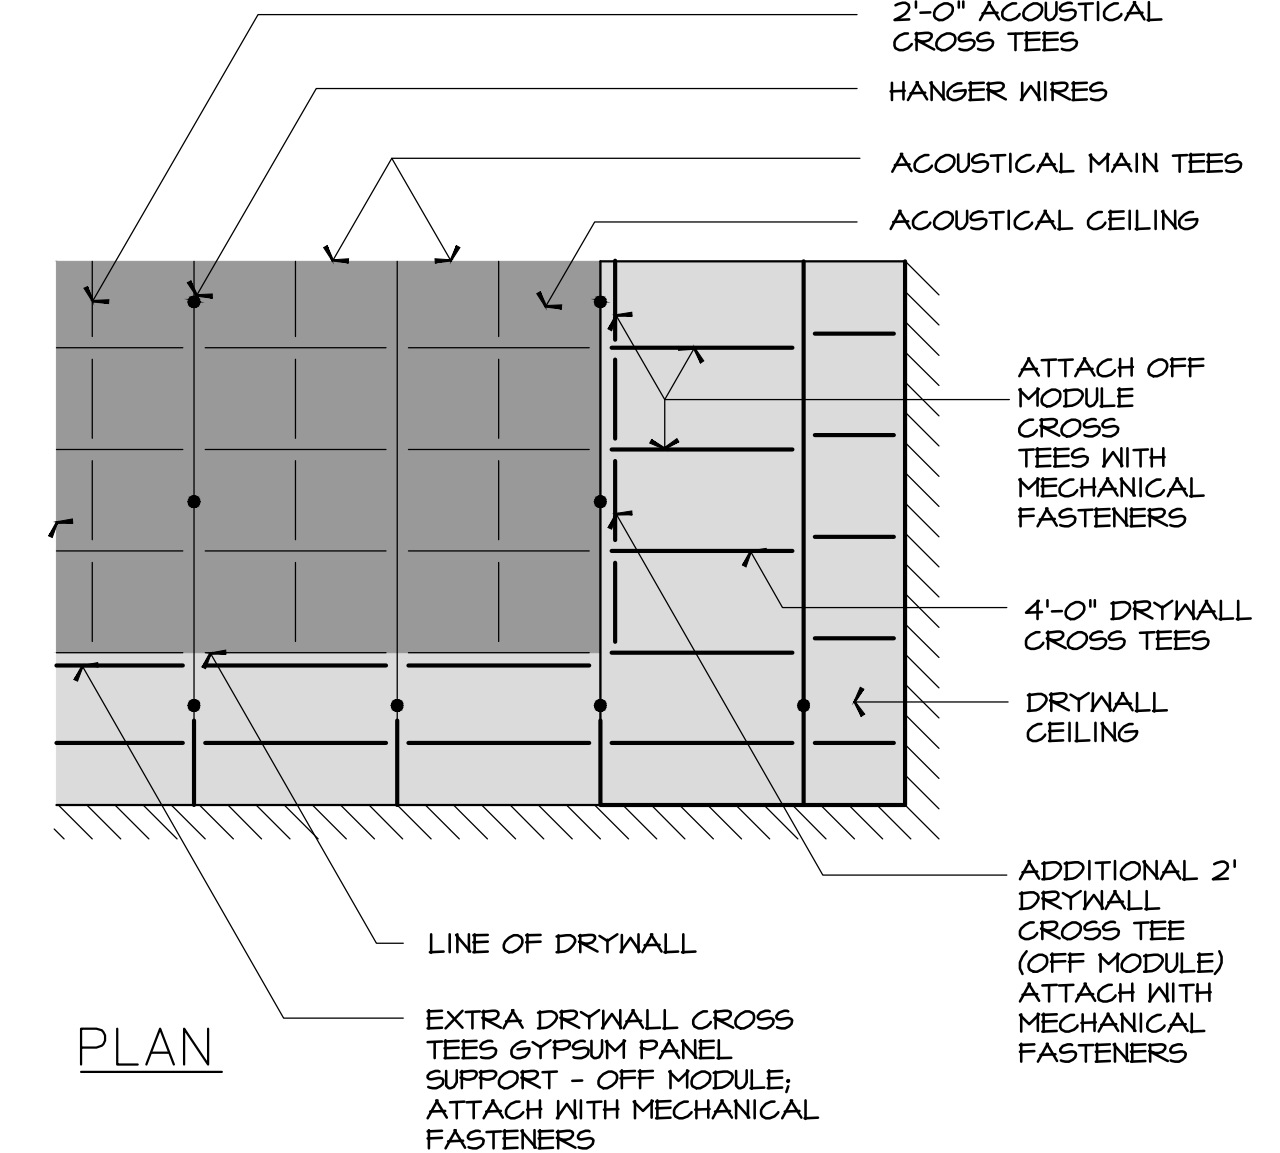 2'-0" ACOUSTICAL
CROSS TEES
HANGER WIRES
ACOUSTICAL MAIN TEES
ACOUSTICAL CEILING
ATTACH OFF
MODULE
CROSS
TEES WITH
MECHANICAL
FASTENERS
4'-0" DRYWALL
CROSS TEES
DRYWALL
CEILING
ADDITIONAL 2'
DRYWALL
CROSS TEE
(OFF MODULE)
ATTACH WITH
MECHANICAL
FASTENERS
LINE OF DRYWALL
EXTRA DRYWALL CROSS
TEES GYPSUM PANEL
SUPPORT - OFF MODULE;
ATTACH WITH MECHANICAL
FASTENERS
PLAN